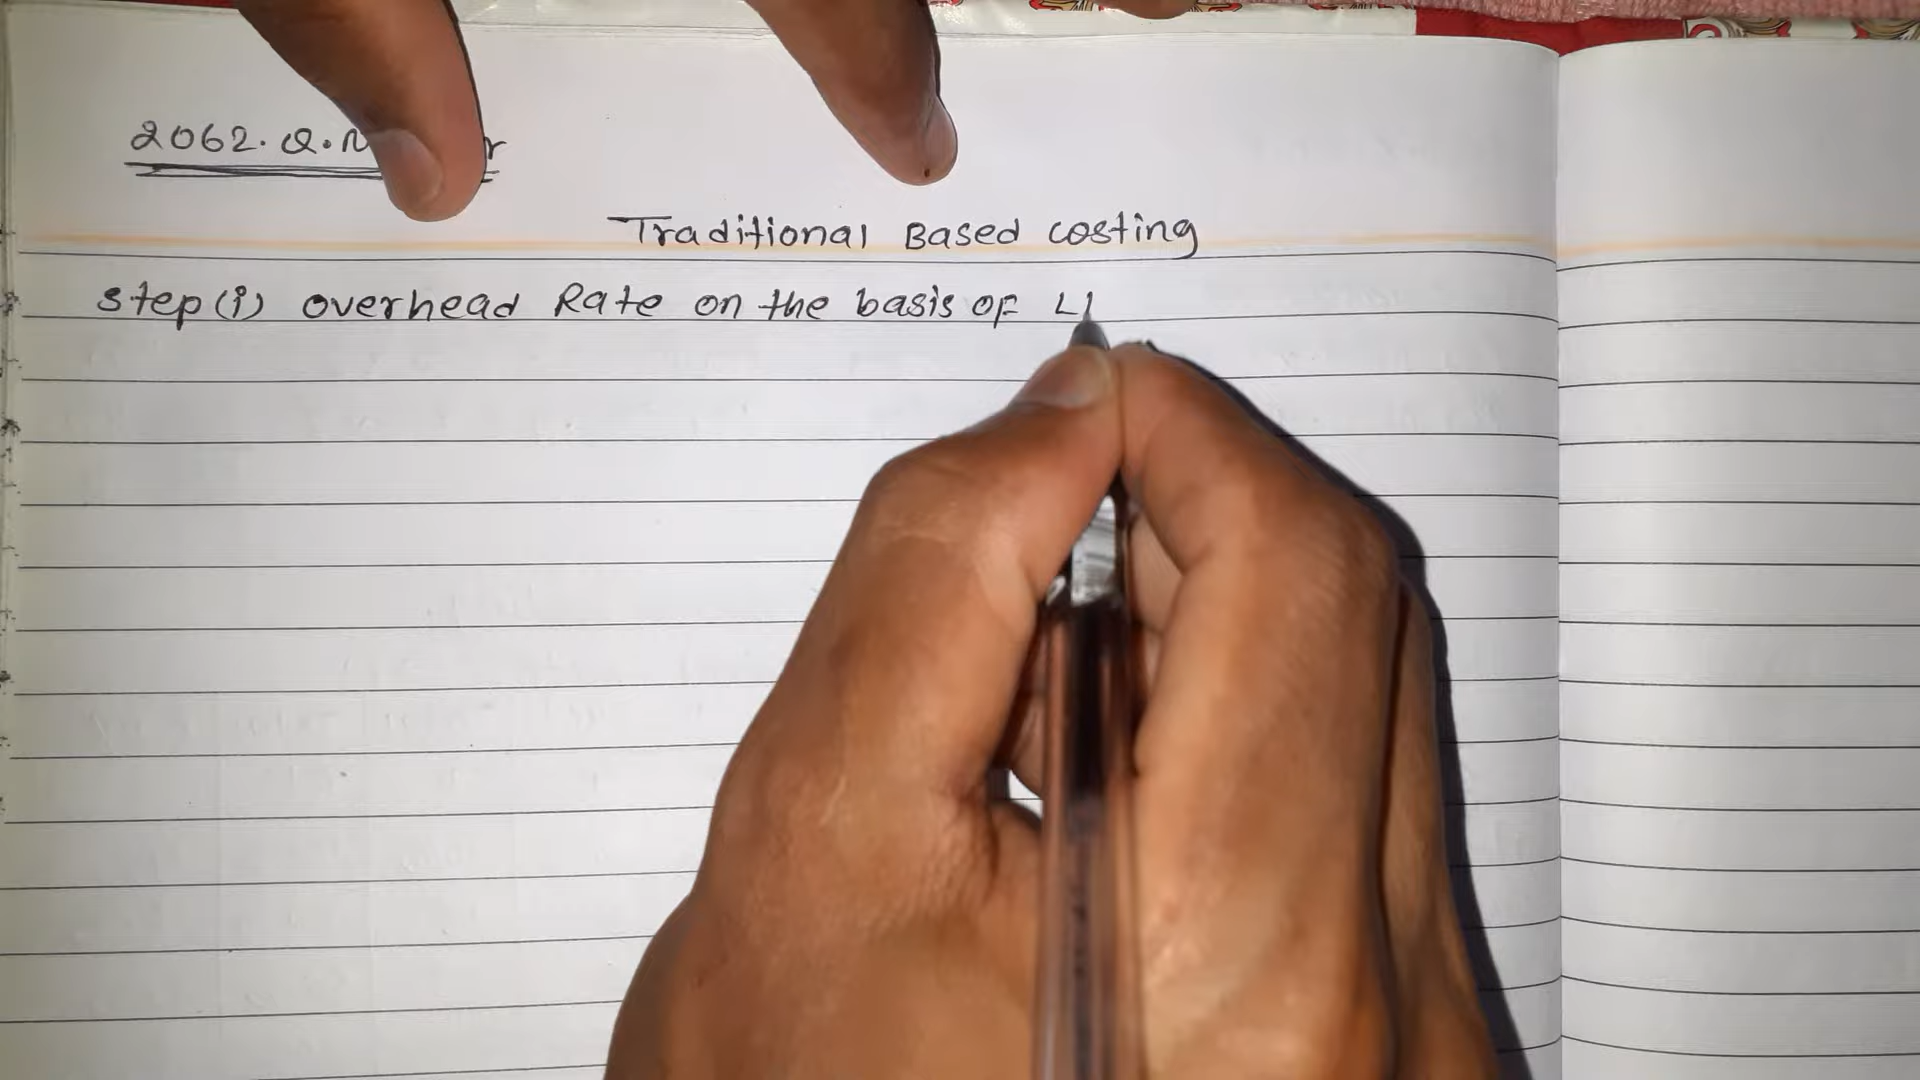 2062. Q.N
Traditional Based costing
step(i) overhead Rate on the basis of